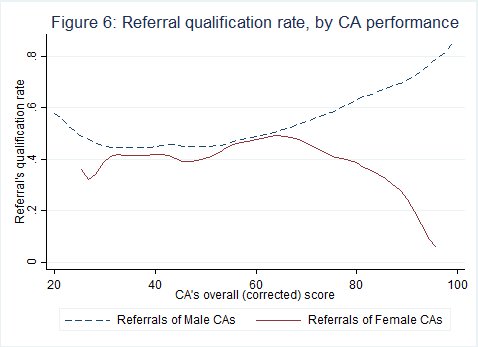 Figure 6: Referral qualification rate, by CA performance
Referral's qualification rate
.8
.6
.4
.2
0
20 40 60 80 100
CA's overall (corrected) score
Referrals of Male CAs Referrals of Female CAs